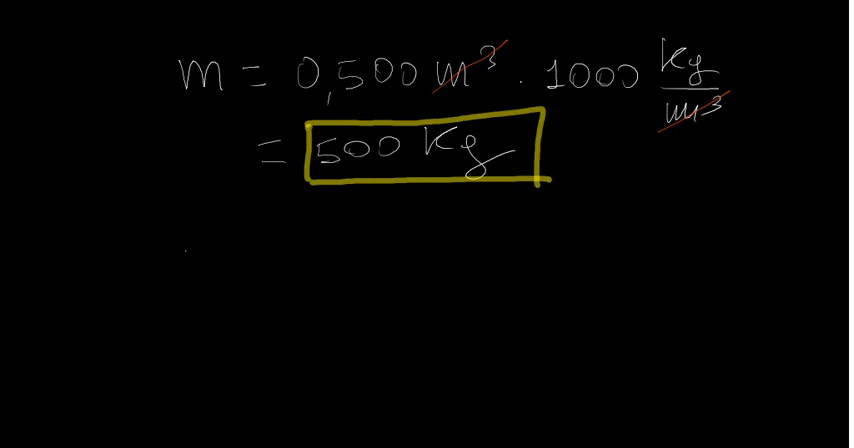 m = 0,500 m³ · 1000 Kg/m³
= 500 Kg